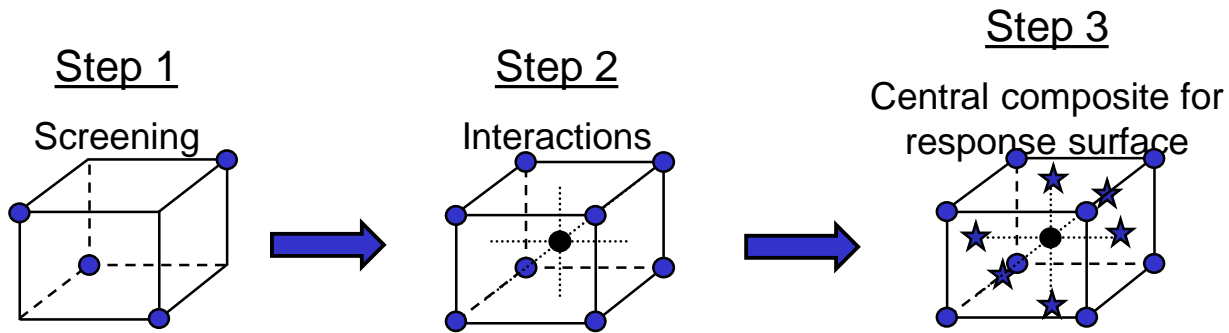 Step 1
Screening
Step 2
Interactions
Step 3
Central composite for
response surface